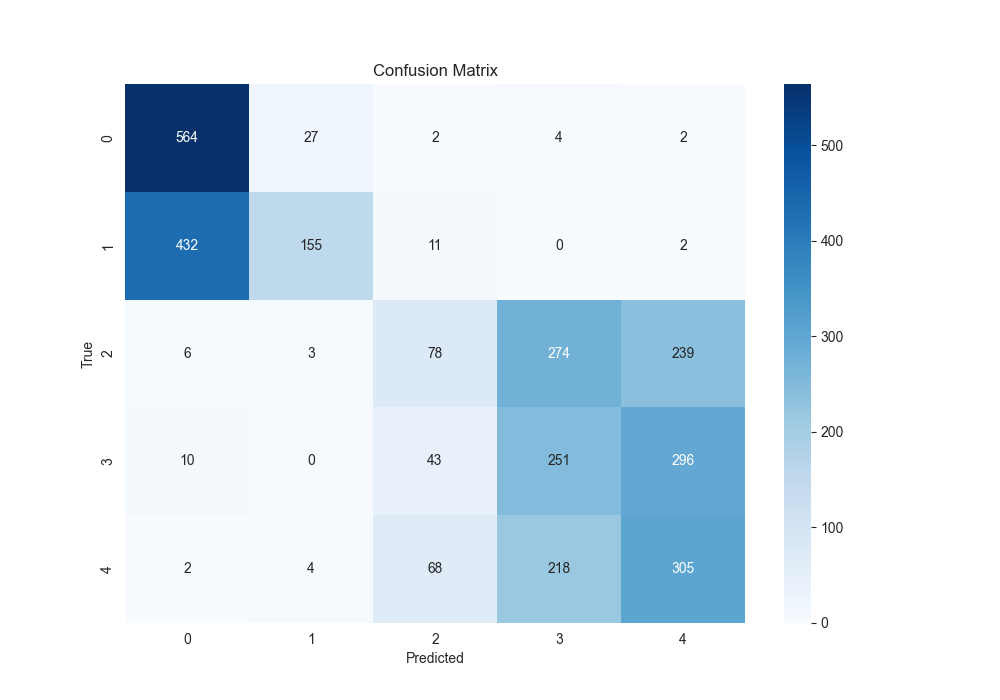 Confusion Matrix
0 564 27 2 4 2
1 432 155 11 0 2
2 6 3 78 274 239
3 10 0 43 251 296
4 2 4 68 218 305
0 1 2 3 4
True
Predicted
500
400
300
200
100
0